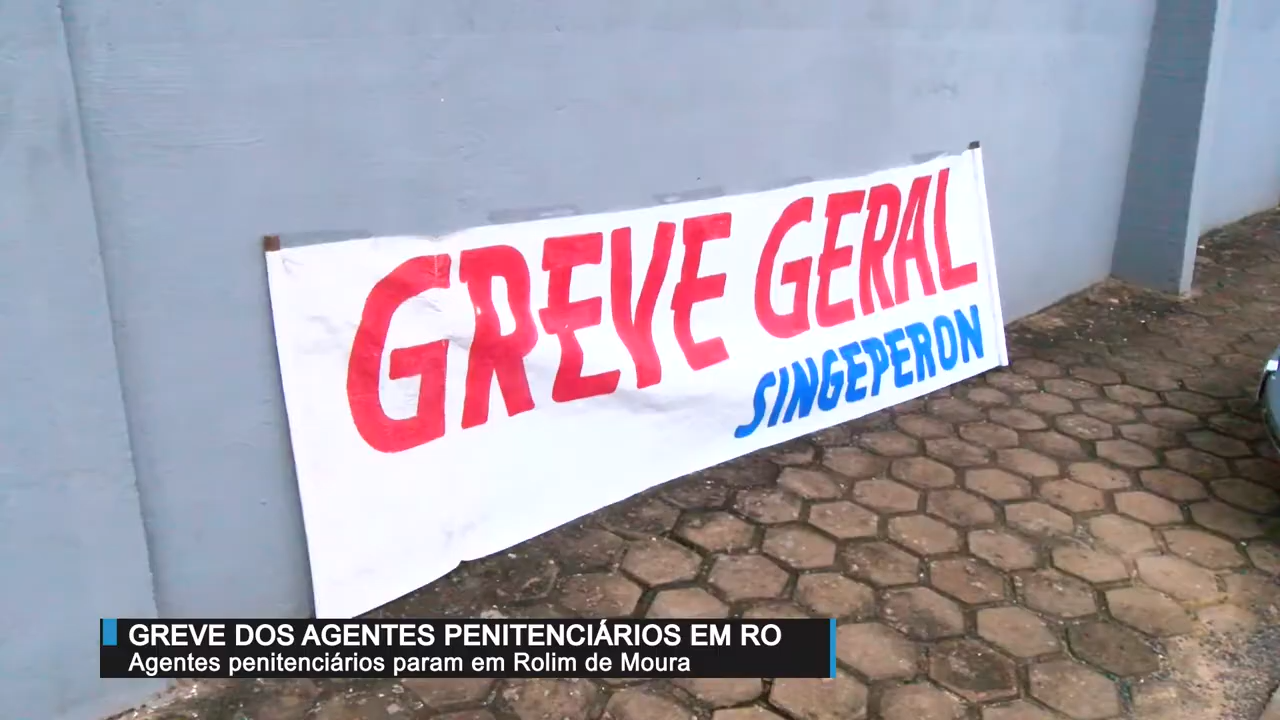 GREVE GERAL
SINGEPERON
GREVE DOS AGENTES PENITENCIÁRIOS EM RO
Agentes penitenciários param em Rolim de Moura